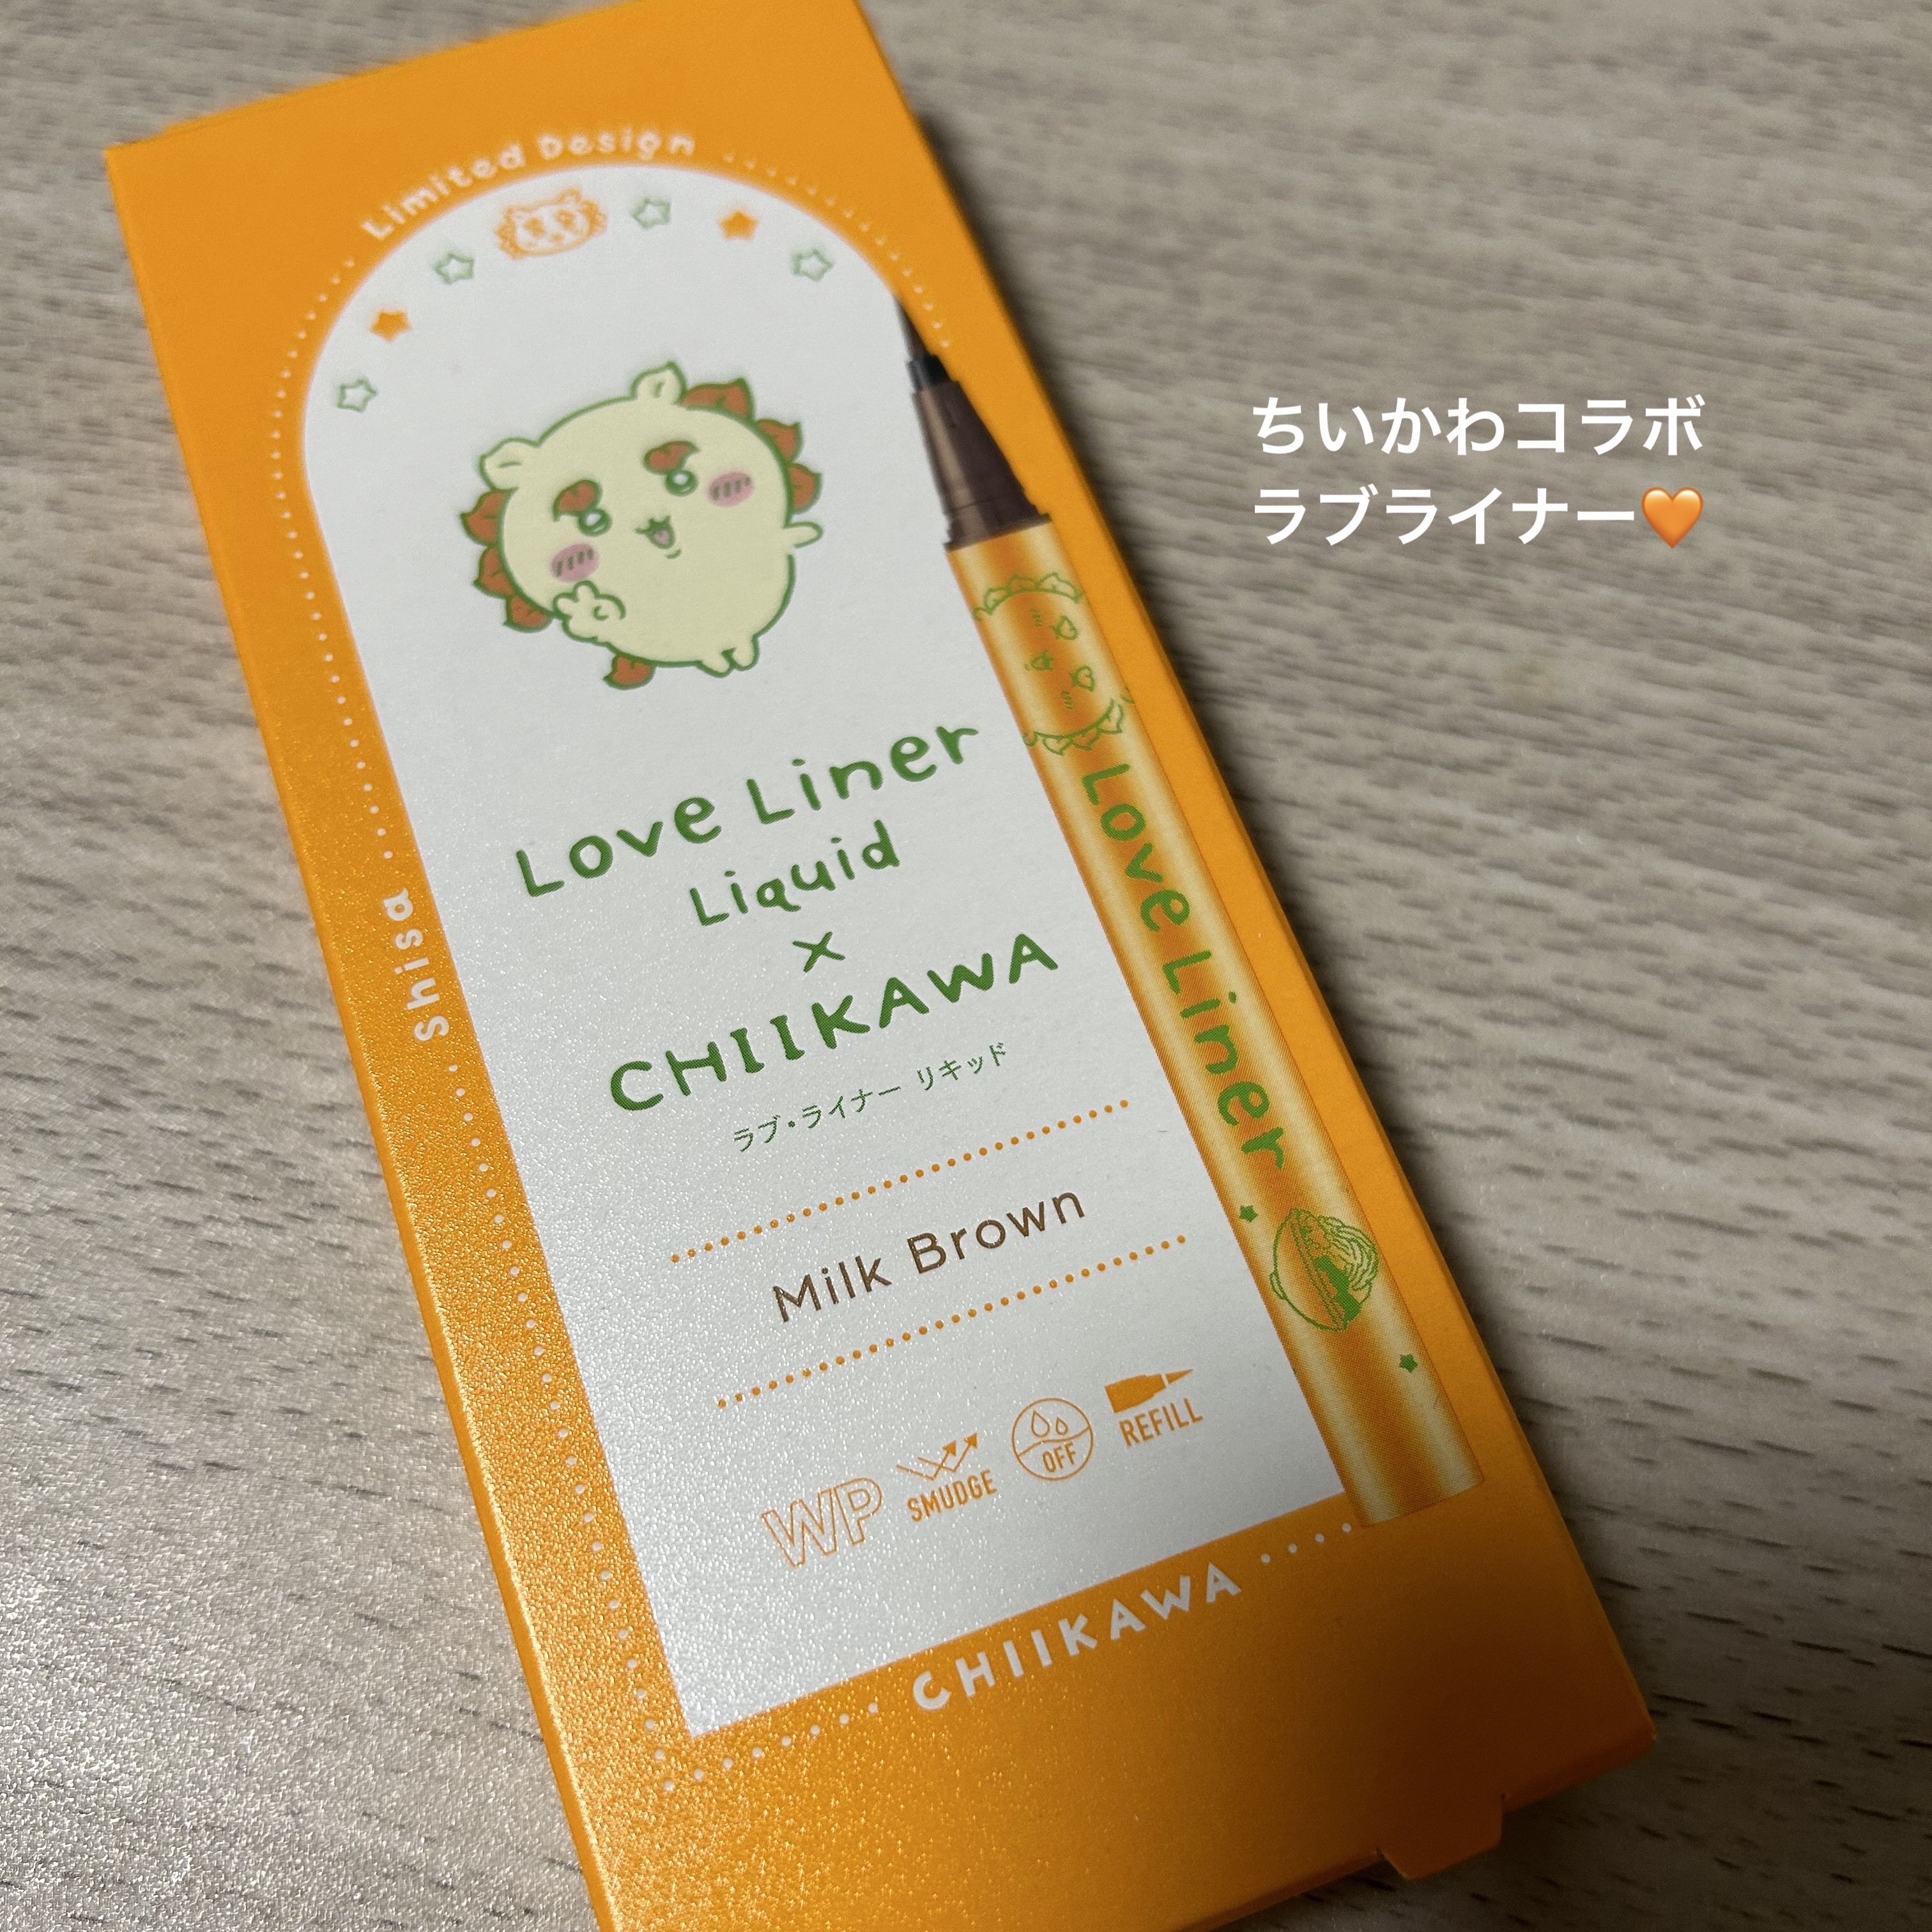 Limited Design
ちいかわコラボ
ラブライナー🧡
Love Liner
Liquid
×
CHIIKAWA
ラブ・ライナー リキッド
Milk Brown
WP
SMUDGE
OFF
REFILL
Shisa
Love Liner
CHIIKAWA